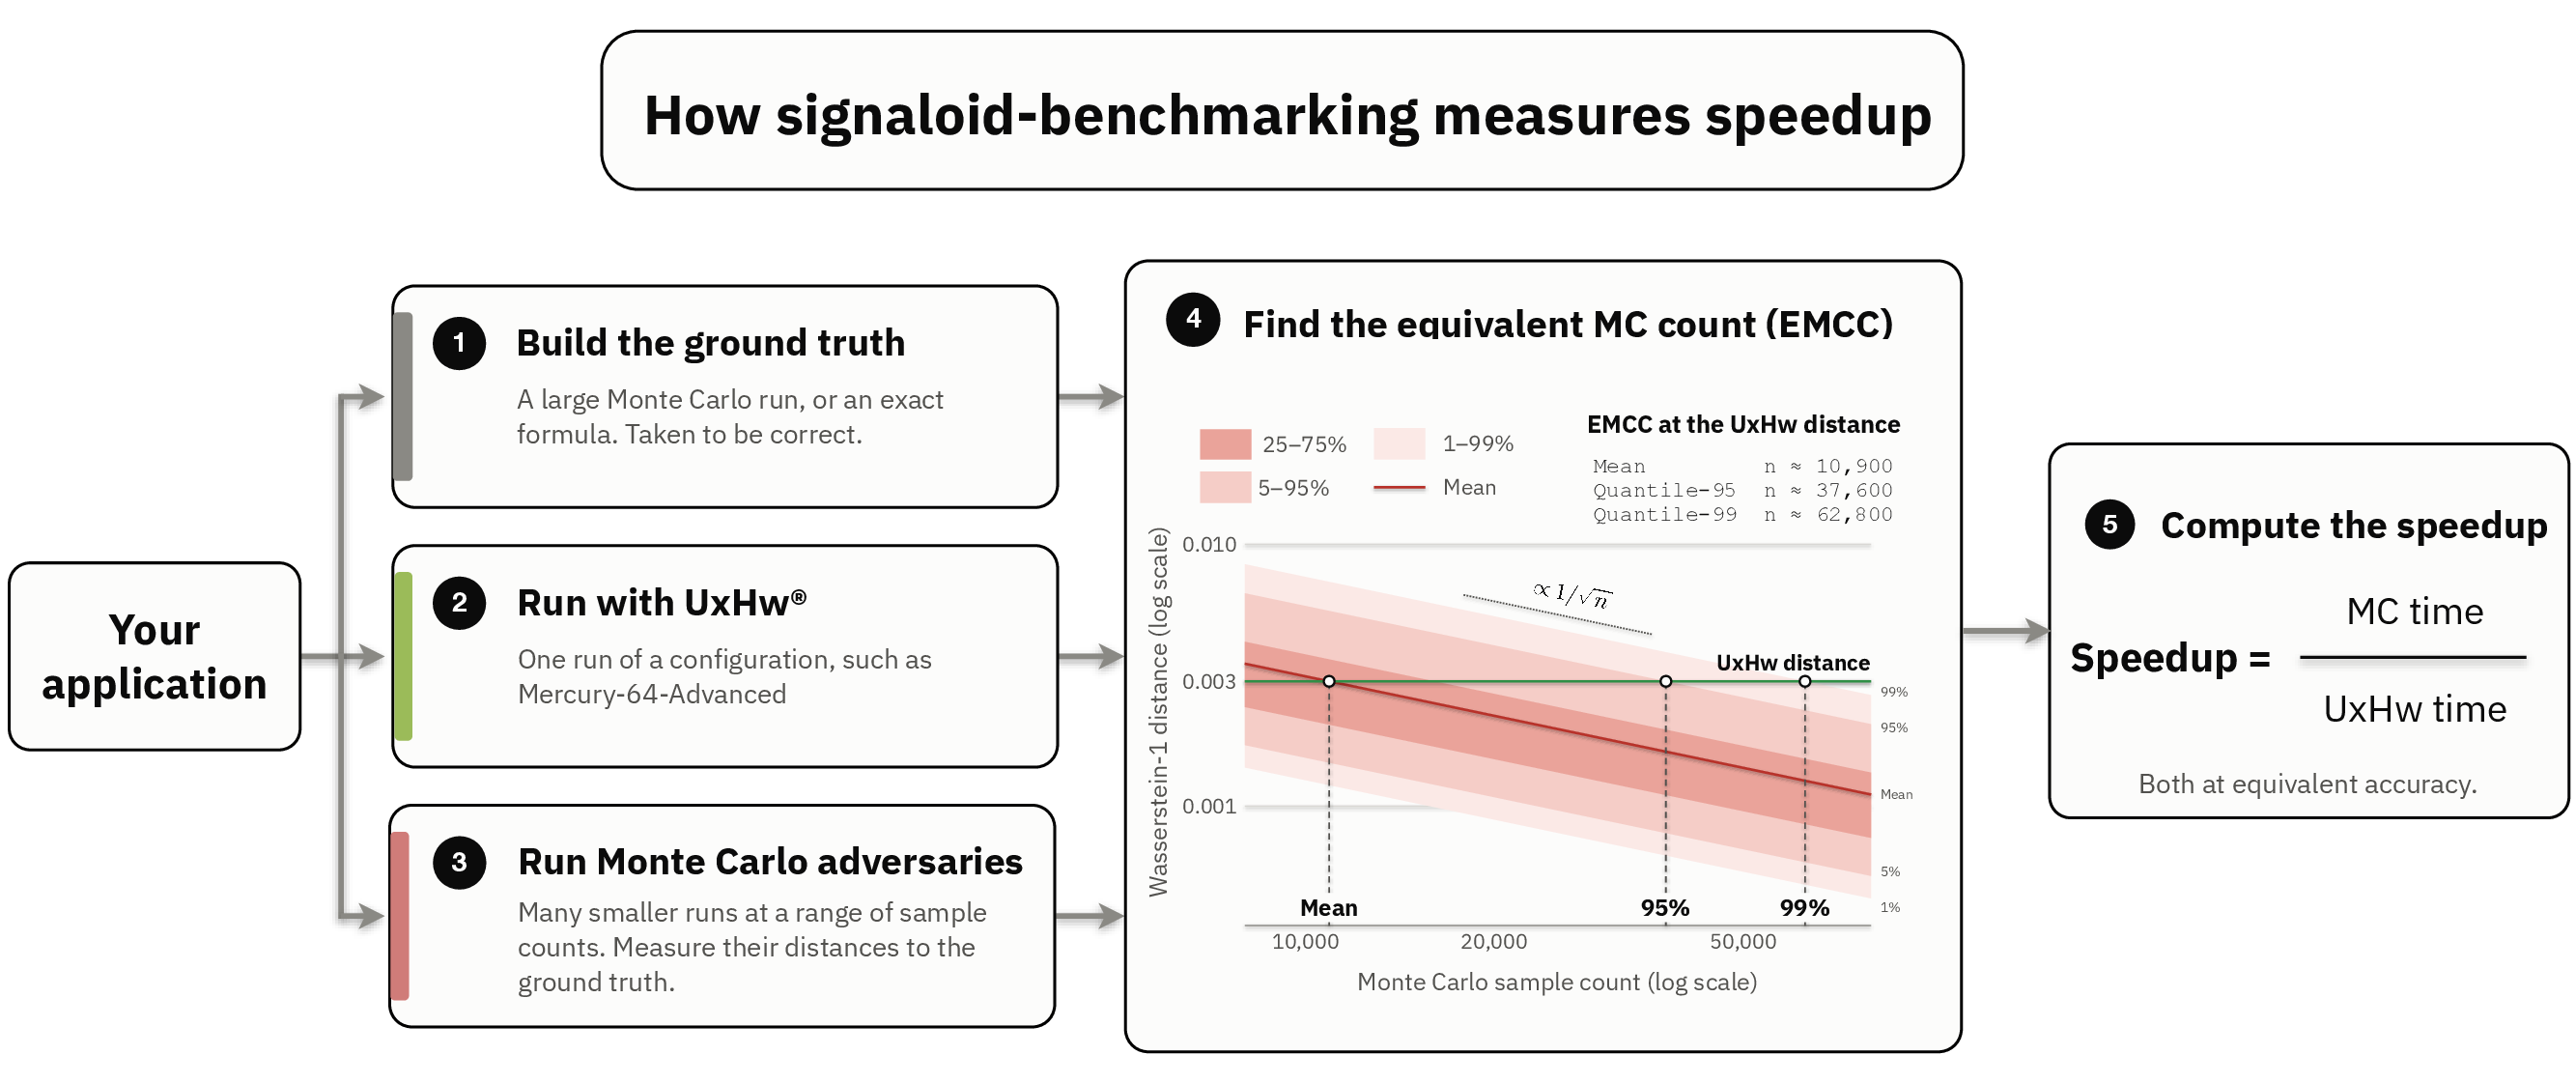 How signaloid-benchmarking measures speedup
Your
application
1 Build the ground truth
A large Monte Carlo run, or an exact
formula. Taken to be correct.
2 Run with UxHw®
One run of a configuration, such as
Mercury-64-Advanced
3 Run Monte Carlo adversaries
Many smaller runs at a range of sample
counts. Measure their distances to the
ground truth.
4 Find the equivalent MC count (EMCC)
25–75% 1–99%
5–95% Mean
EMCC at the UxHw distance
Mean n ≈ 10,900
Quantile-95 n ≈ 37,600
Quantile-99 n ≈ 62,800
Wasserstein-1 distance (log scale)
0.010
0.003
0.001
∝ 1/√n
UxHw distance
99%
95%
Mean
5%
1%
Mean 95% 99%
10,000 20,000 50,000
Monte Carlo sample count (log scale)
5 Compute the speedup
Speedup =
MC time
UxHw time
Both at equivalent accuracy.